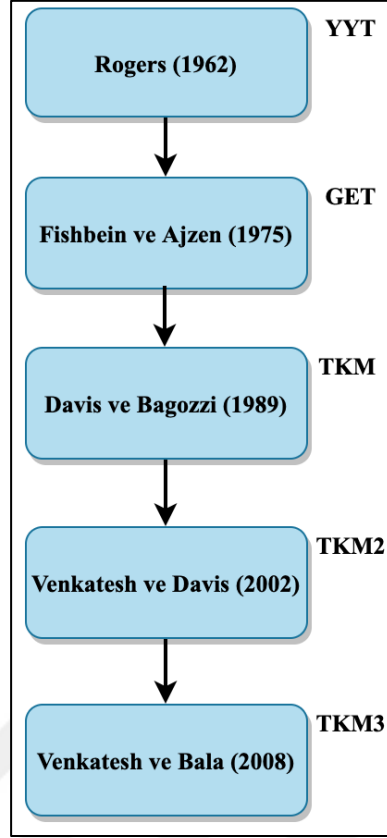 YYT
Rogers (1962)
GET
Fishbein ve Ajzen (1975)
TKM
Davis ve Bagozzi (1989)
TKM2
Venkatesh ve Davis (2002)
TKM3
Venkatesh ve Bala (2008)